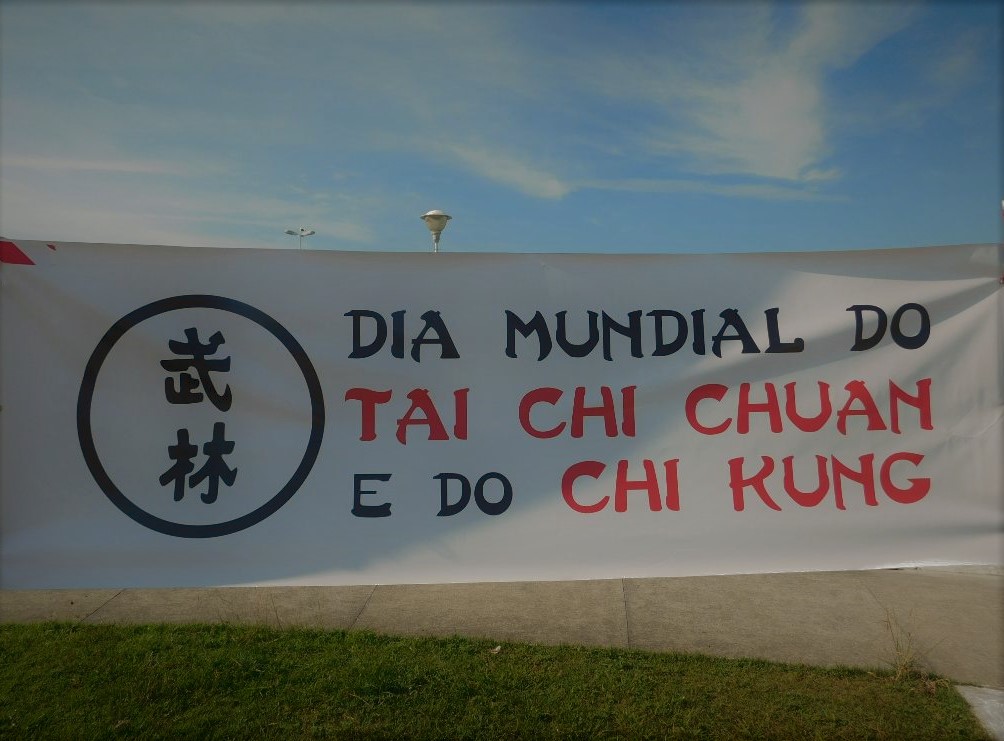 武
林
DIA MUNDIAL DO
TAI CHI CHUAN
E DO CHI KUNG